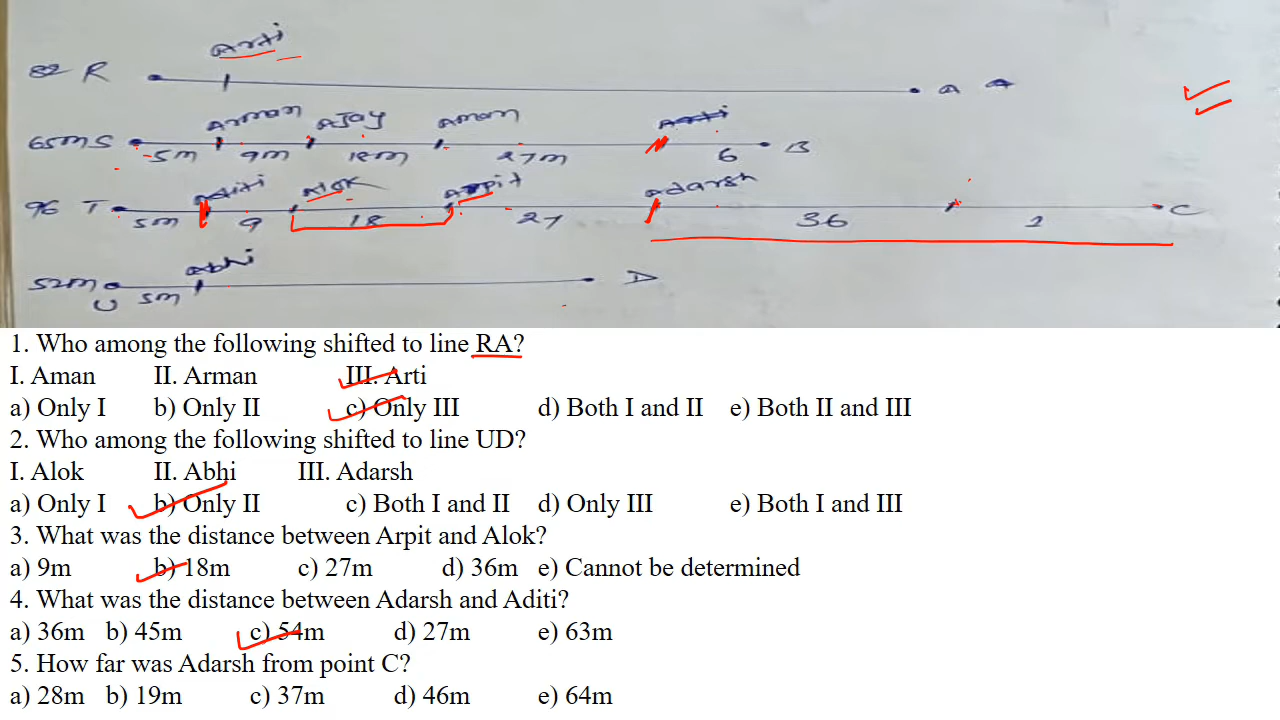 Arti
82 R A
Arman AJay Aman Arti
65m S 5m 9m 18m 27m 6 B
Aditi Alok Arpit Adarsh
96 T 5m 9 18 27 36 1 C
Abhi
52m U 5m D
1. Who among the following shifted to line RA?
I. Aman II. Arman III. Arti
a) Only I b) Only II c) Only III d) Both I and II e) Both II and III
2. Who among the following shifted to line UD?
I. Alok II. Abhi III. Adarsh
a) Only I b) Only II c) Both I and II d) Only III e) Both I and III
3. What was the distance between Arpit and Alok?
a) 9m b) 18m c) 27m d) 36m e) Cannot be determined
4. What was the distance between Adarsh and Aditi?
a) 36m b) 45m c) 54m d) 27m e) 63m
5. How far was Adarsh from point C?
a) 28m b) 19m c) 37m d) 46m e) 64m